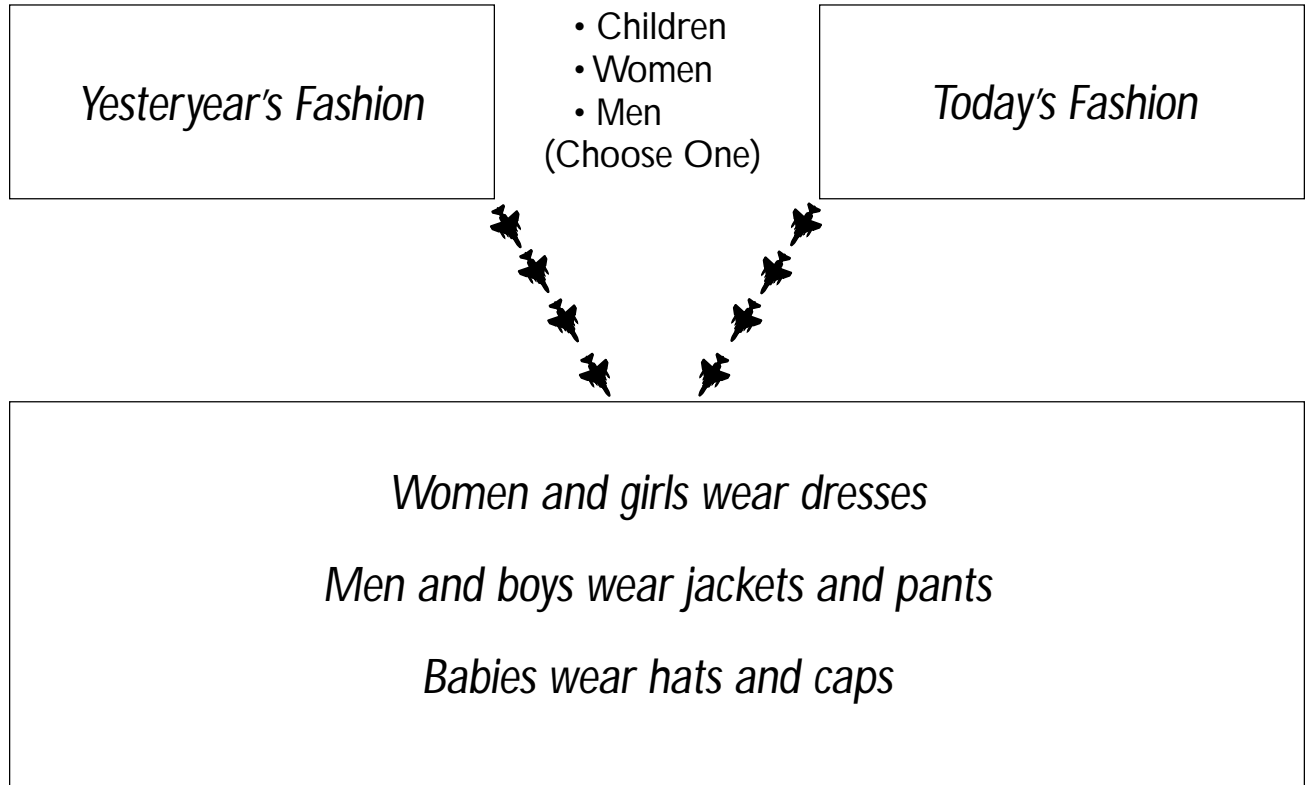 Yesteryear's Fashion
• Children
• Women
• Men
(Choose One)
Today's Fashion
Women and girls wear dresses
Men and boys wear jackets and pants
Babies wear hats and caps